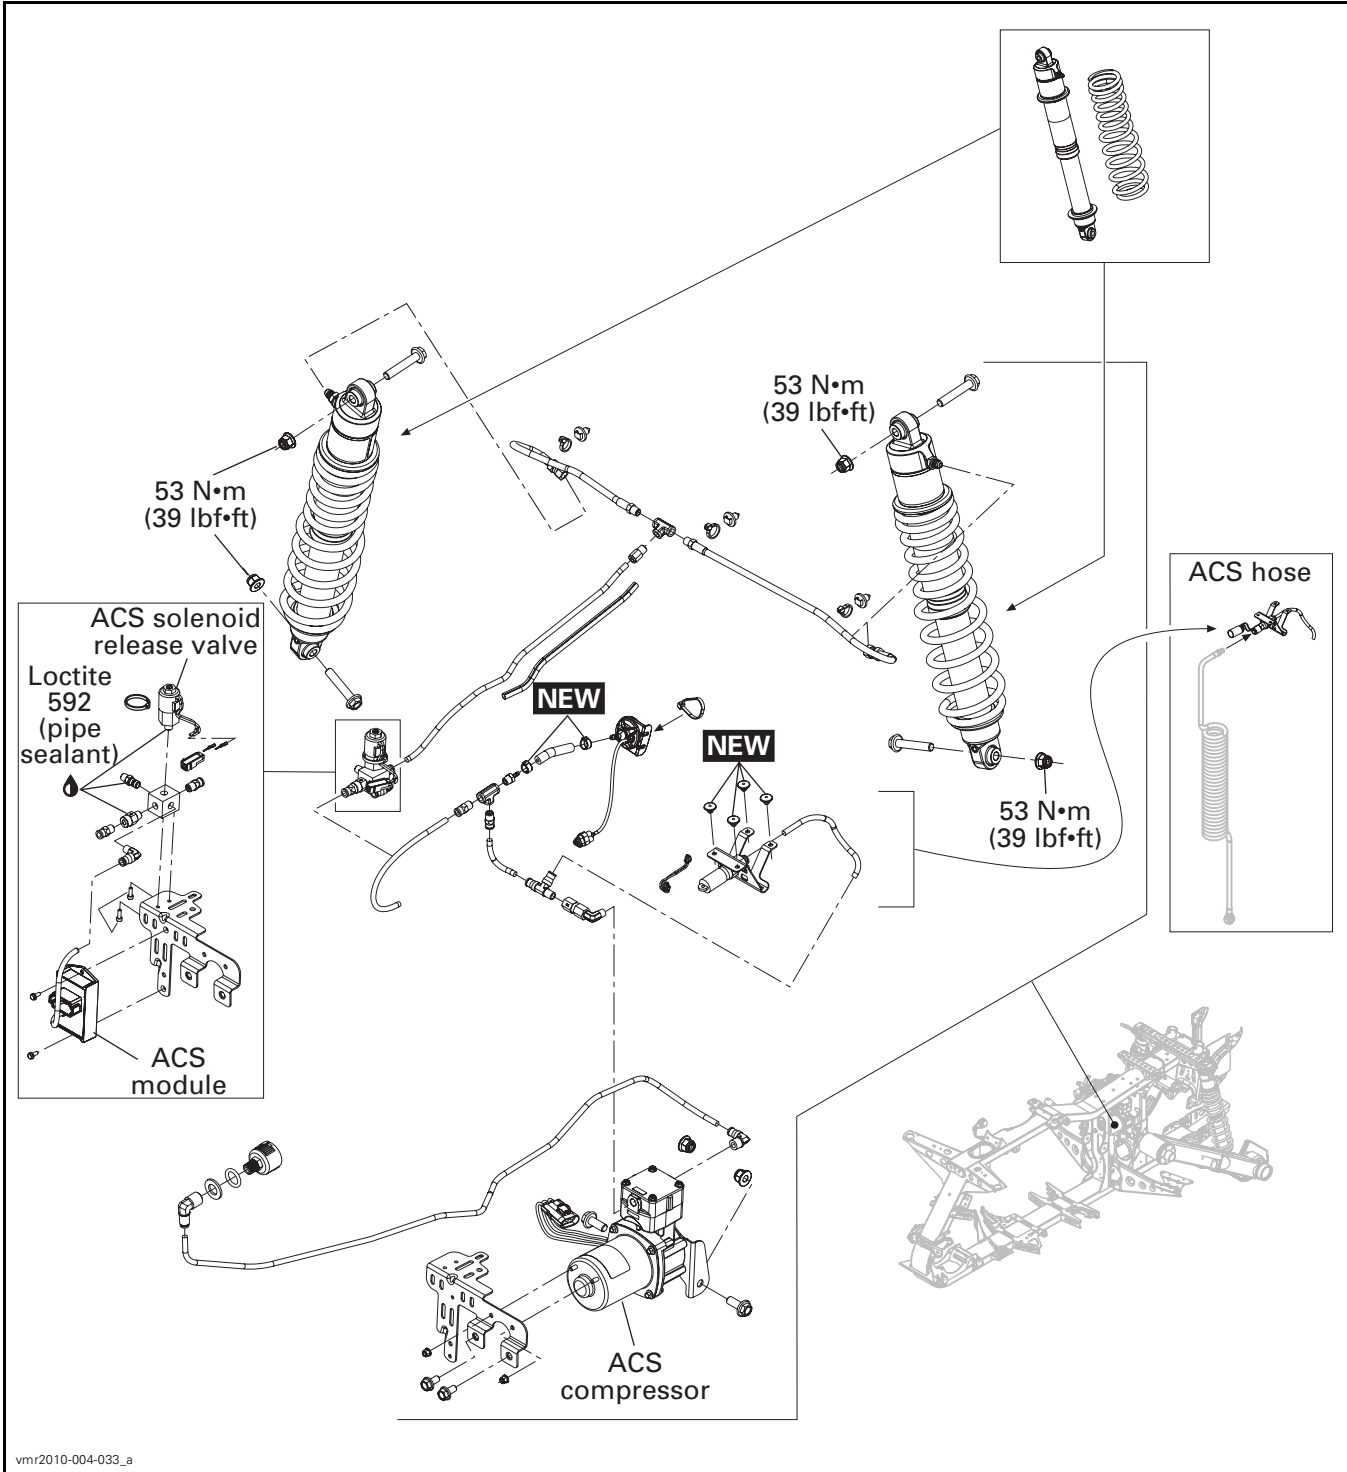 53 N•m
(39 lbf•ft)
53 N•m
(39 lbf•ft)
ACS hose
ACS solenoid
release valve
Loctite
592
(pipe
sealant)
NEW
NEW
53 N•m
(39 lbf•ft)
ACS
module
ACS
compressor
vmr2010-004-033_a